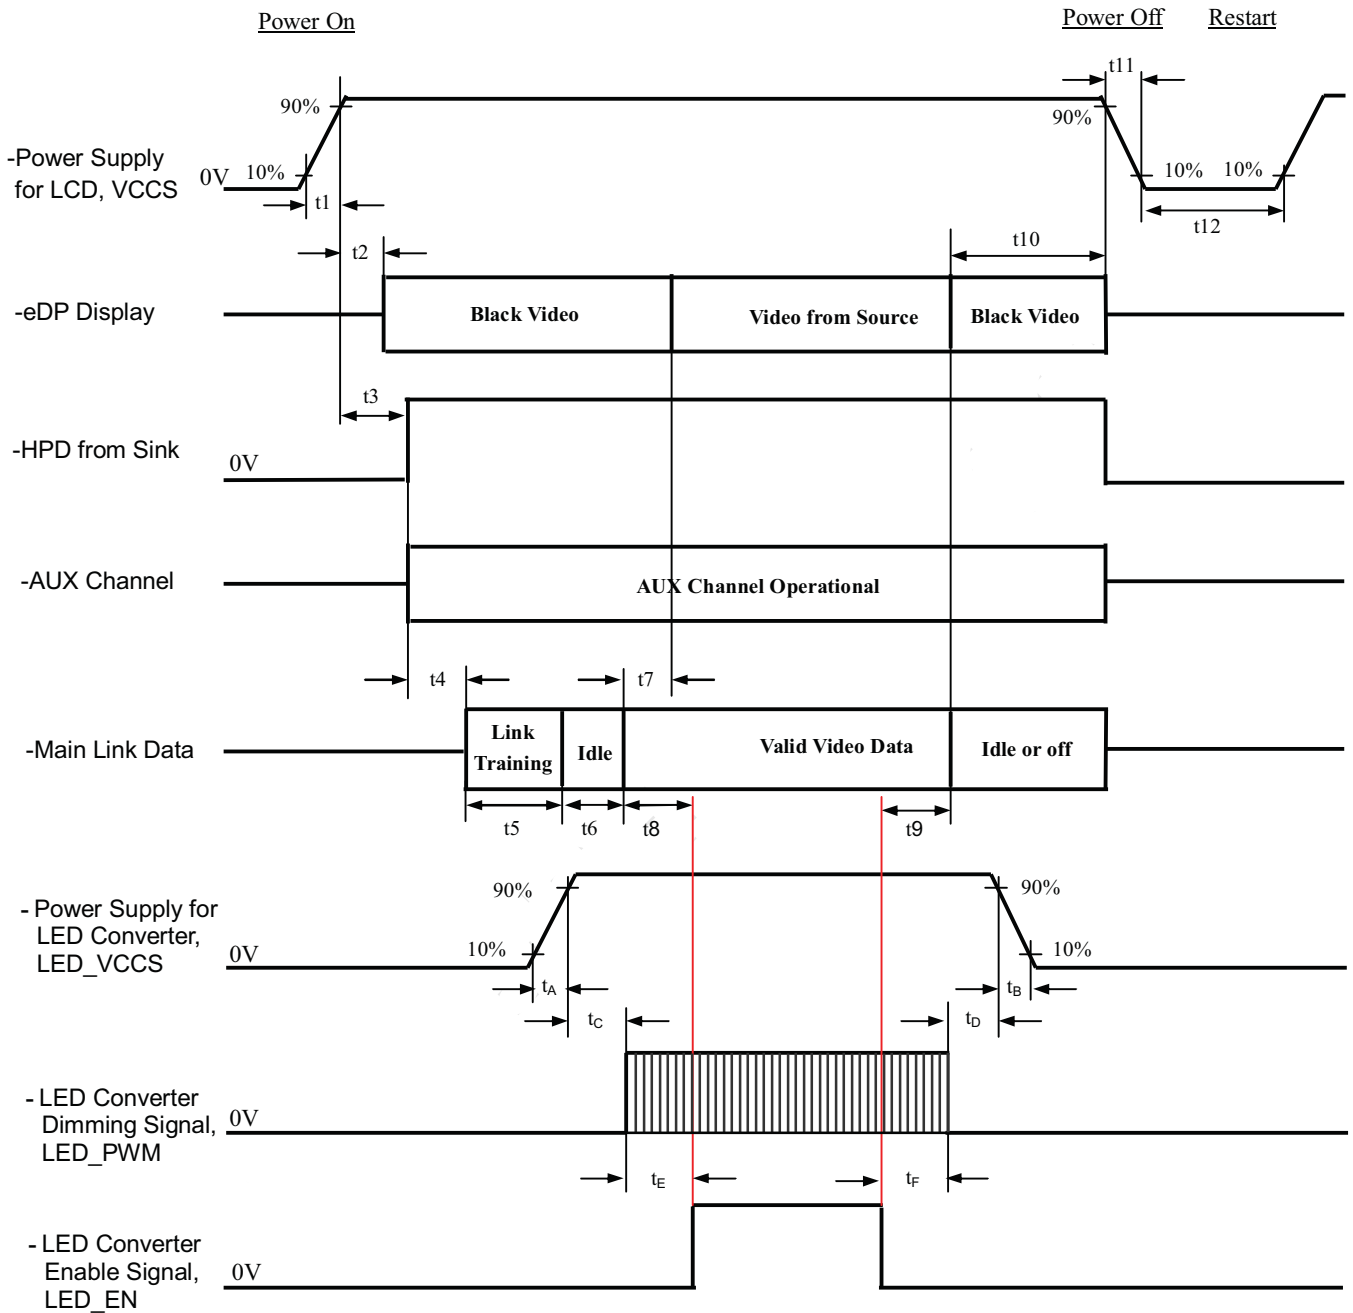 Power On
Power Off
Restart
t11
90%
90%
-Power Supply
for LCD, VCCS
0V
10%
10%
10%
t1
t12
t2
t10
-eDP Display
Black Video
Video from Source
Black Video
t3
-HPD from Sink
0V
-AUX Channel
AUX Channel Operational
t4
t7
-Main Link Data
Link
Training
Idle
Valid Video Data
Idle or off
t5
t6
t8
t9
90%
90%
- Power Supply for
LED Converter,
LED_VCCS
0V
10%
10%
tA
tB
tC
tD
- LED Converter
Dimming Signal,
LED_PWM
0V
tE
tF
- LED Converter
Enable Signal,
LED_EN
0V